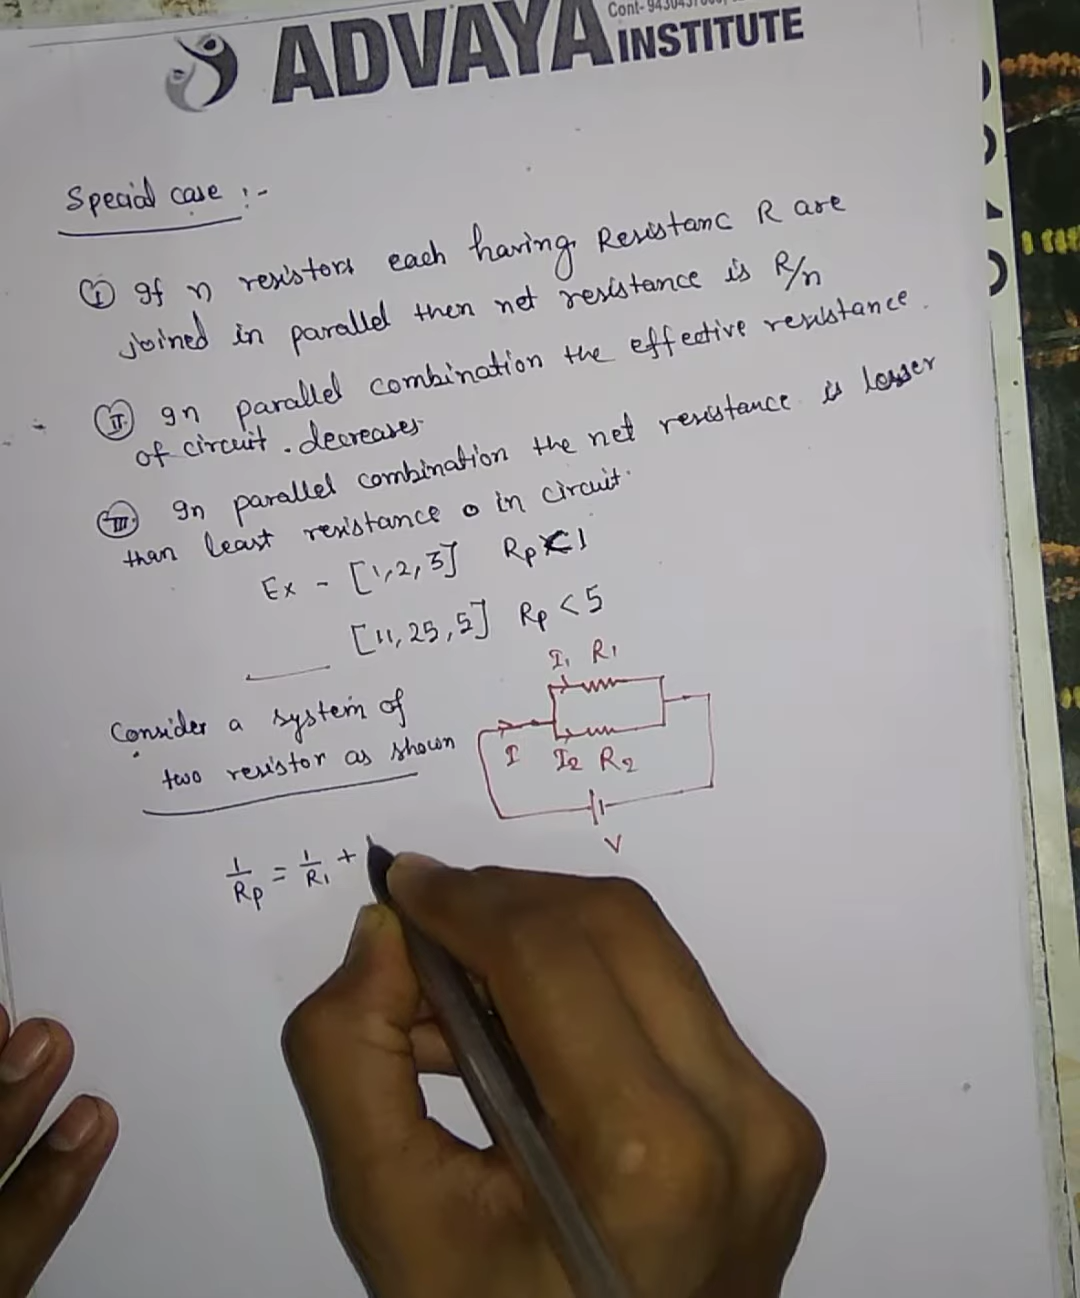 ADVAYA INSTITUTE
Special case :-
(I) If n resistors each having Resistanc R are
joined in parallel then net resistance is R/n
(II) In parallel combination the effective resistance.
of circuit. decreases
(III) In parallel combination the net resistance is lesser
than least resistance in circuit.
Ex - [1,2,3] Rp < 1
[11, 25, 5] Rp < 5
I₁ R₁
Consider a system of
two resistor as shown
I I₂ R₂
V
1/Rp = 1/R₁ +